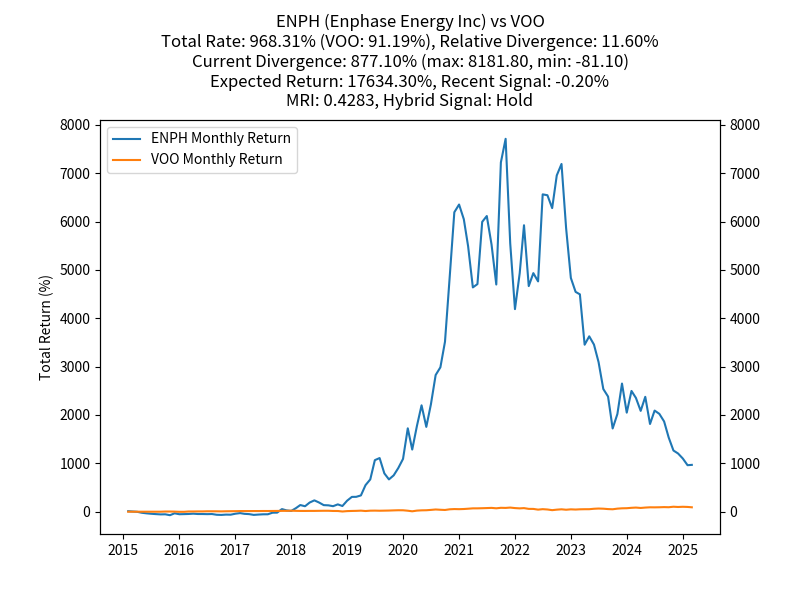 ENPH (Enphase Energy Inc) vs VOO
Total Rate: 968.31% (VOO: 91.19%), Relative Divergence: 11.60%
Current Divergence: 877.10% (max: 8181.80, min: -81.10)
Expected Return: 17634.30%, Recent Signal: -0.20%
MRI: 0.4283, Hybrid Signal: Hold
ENPH Monthly Return
VOO Monthly Return
Total Return (%)
8000 8000
7000 7000
6000 6000
5000 5000
4000 4000
3000 3000
2000 2000
1000 1000
0 0
2015 2016 2017 2018 2019 2020 2021 2022 2023 2024 2025